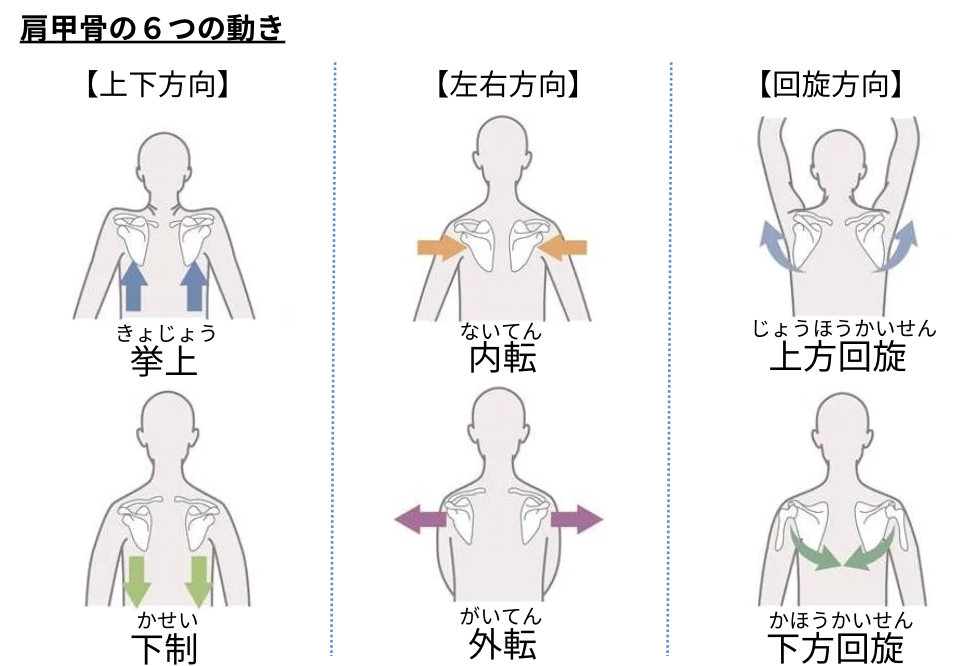 肩甲骨の６つの動き
【上下方向】
【左右方向】
【回旋方向】
きょじょう
挙上
ないてん
内転
じょうほうかいせん
上方回旋
かせい
下制
がいてん
外転
かほうかいせん
下方回旋